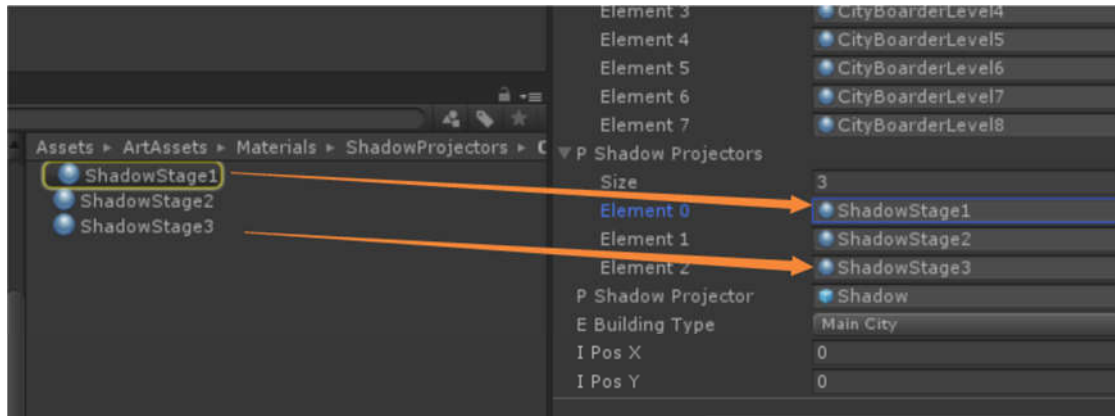 Assets ▸ ArtAssets ▸ Materials ▸ ShadowProjectors ▸
ShadowStage1
ShadowStage2
ShadowStage3
Element 3 CityBoarderLevel4
Element 4 CityBoarderLevel5
Element 5 CityBoarderLevel6
Element 6 CityBoarderLevel7
Element 7 CityBoarderLevel8
P Shadow Projectors
Size 3
Element 0 ShadowStage1
Element 1 ShadowStage2
Element 2 ShadowStage3
P Shadow Projector Shadow
E Building Type Main City
I Pos X 0
I Pos Y 0